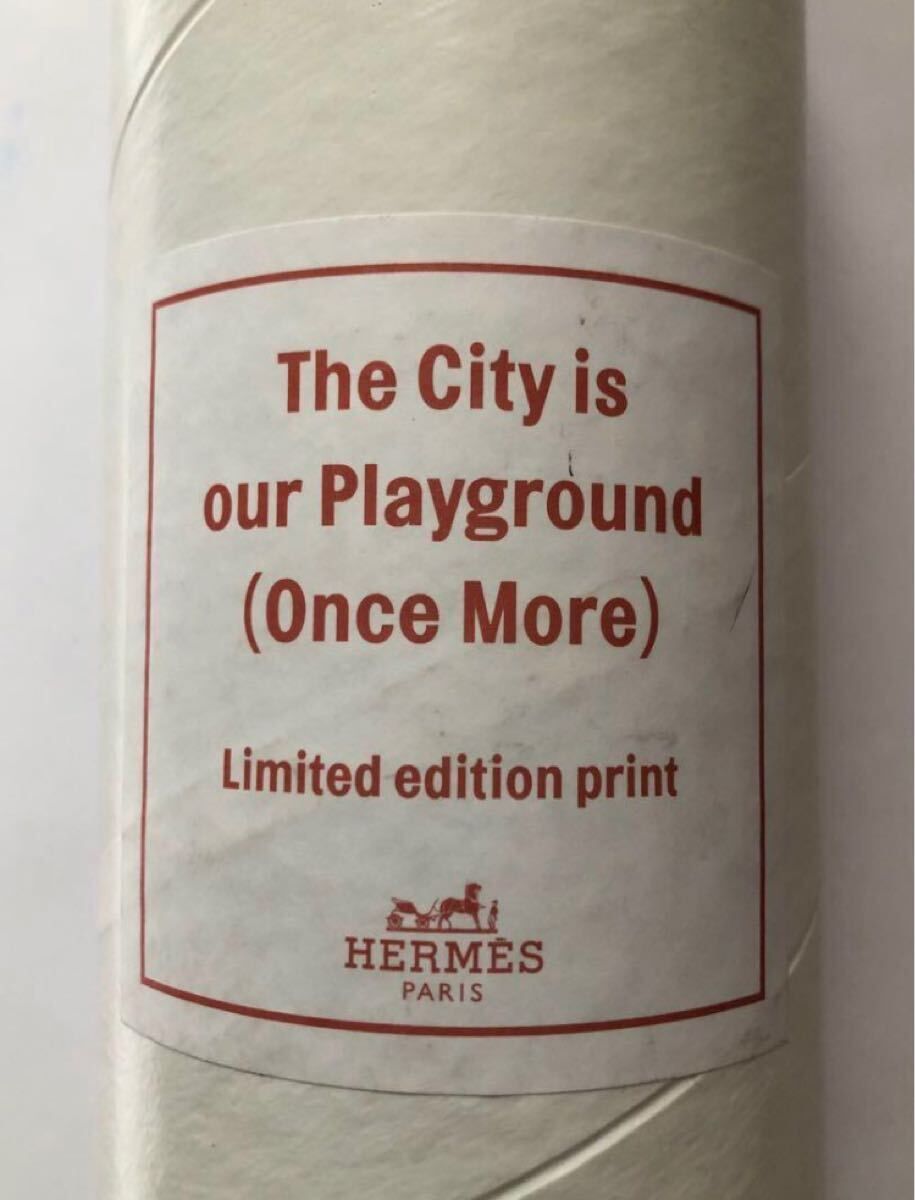 The City is
our Playground
(Once More)
Limited edition print
HERMÈS
PARIS